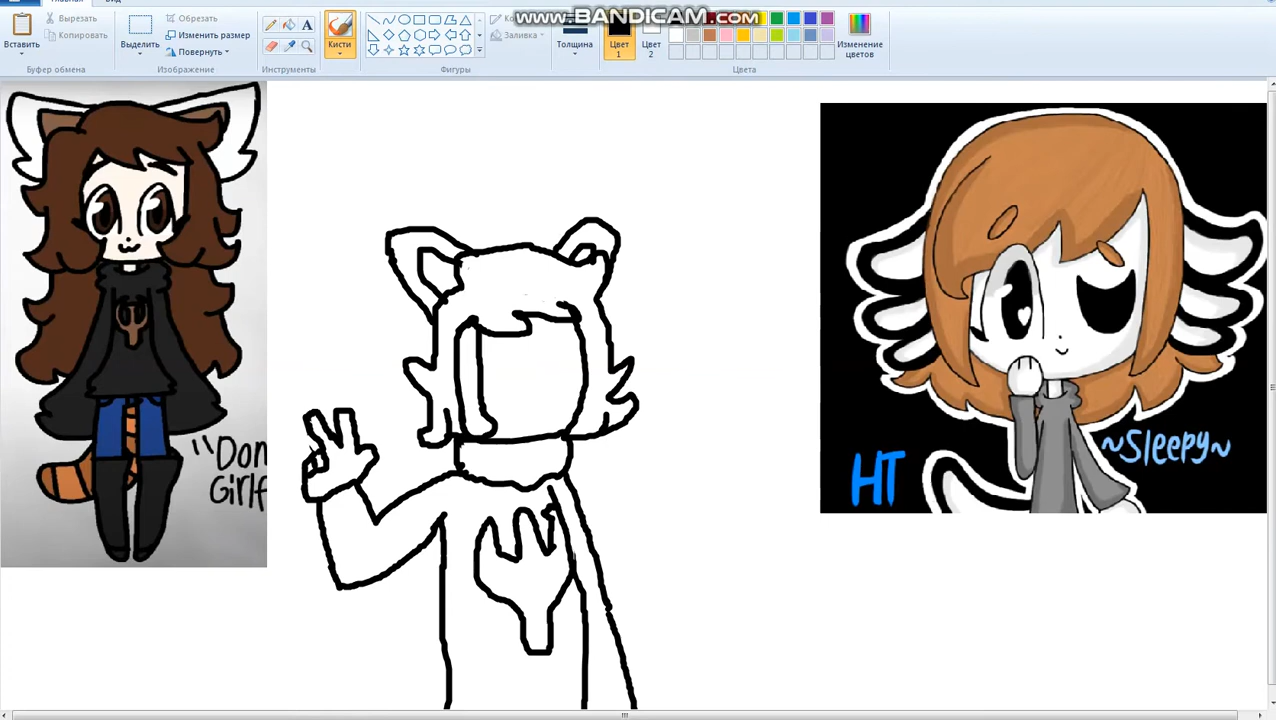 www.BANDICAM.com
Вырезать
Копировать
Вставить
Буфер обмена
Обрезать
Изменить размер
Повернуть
Выделить
Изображение
Инструменты
Кисти
Заливка
Фигуры
Толщина
Цвет
1
Цвет
2
Изменение
цветов
Цвета
"Don
Girlf
HT
~Sleepy~